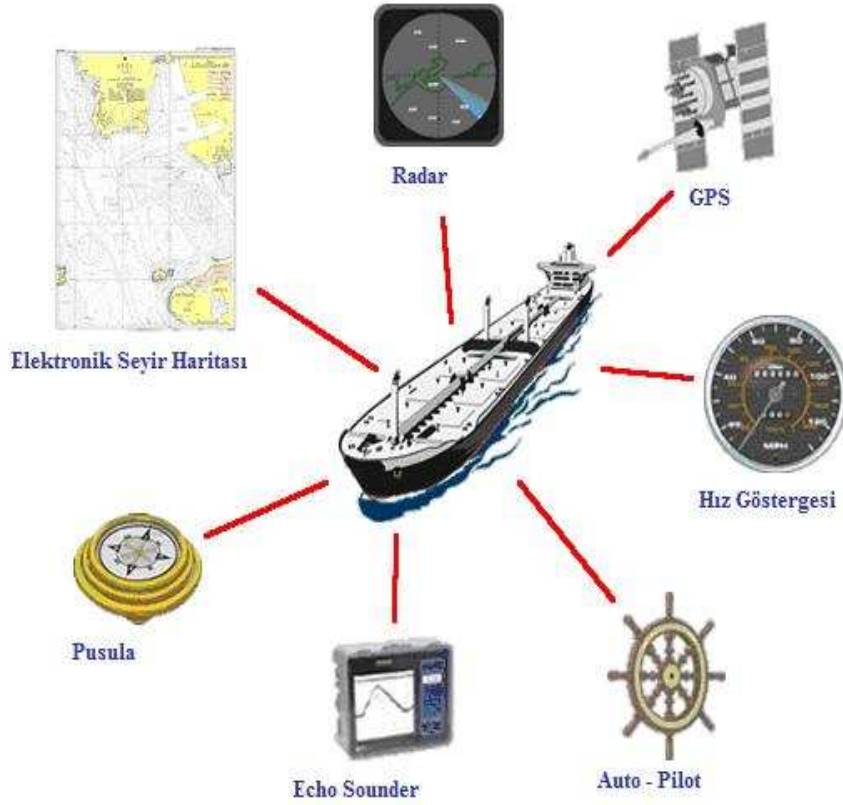 Radar
GPS
Elektronik Seyir Haritası
Hız Göstergesi
Pusula
Echo Sounder
Auto - Pilot